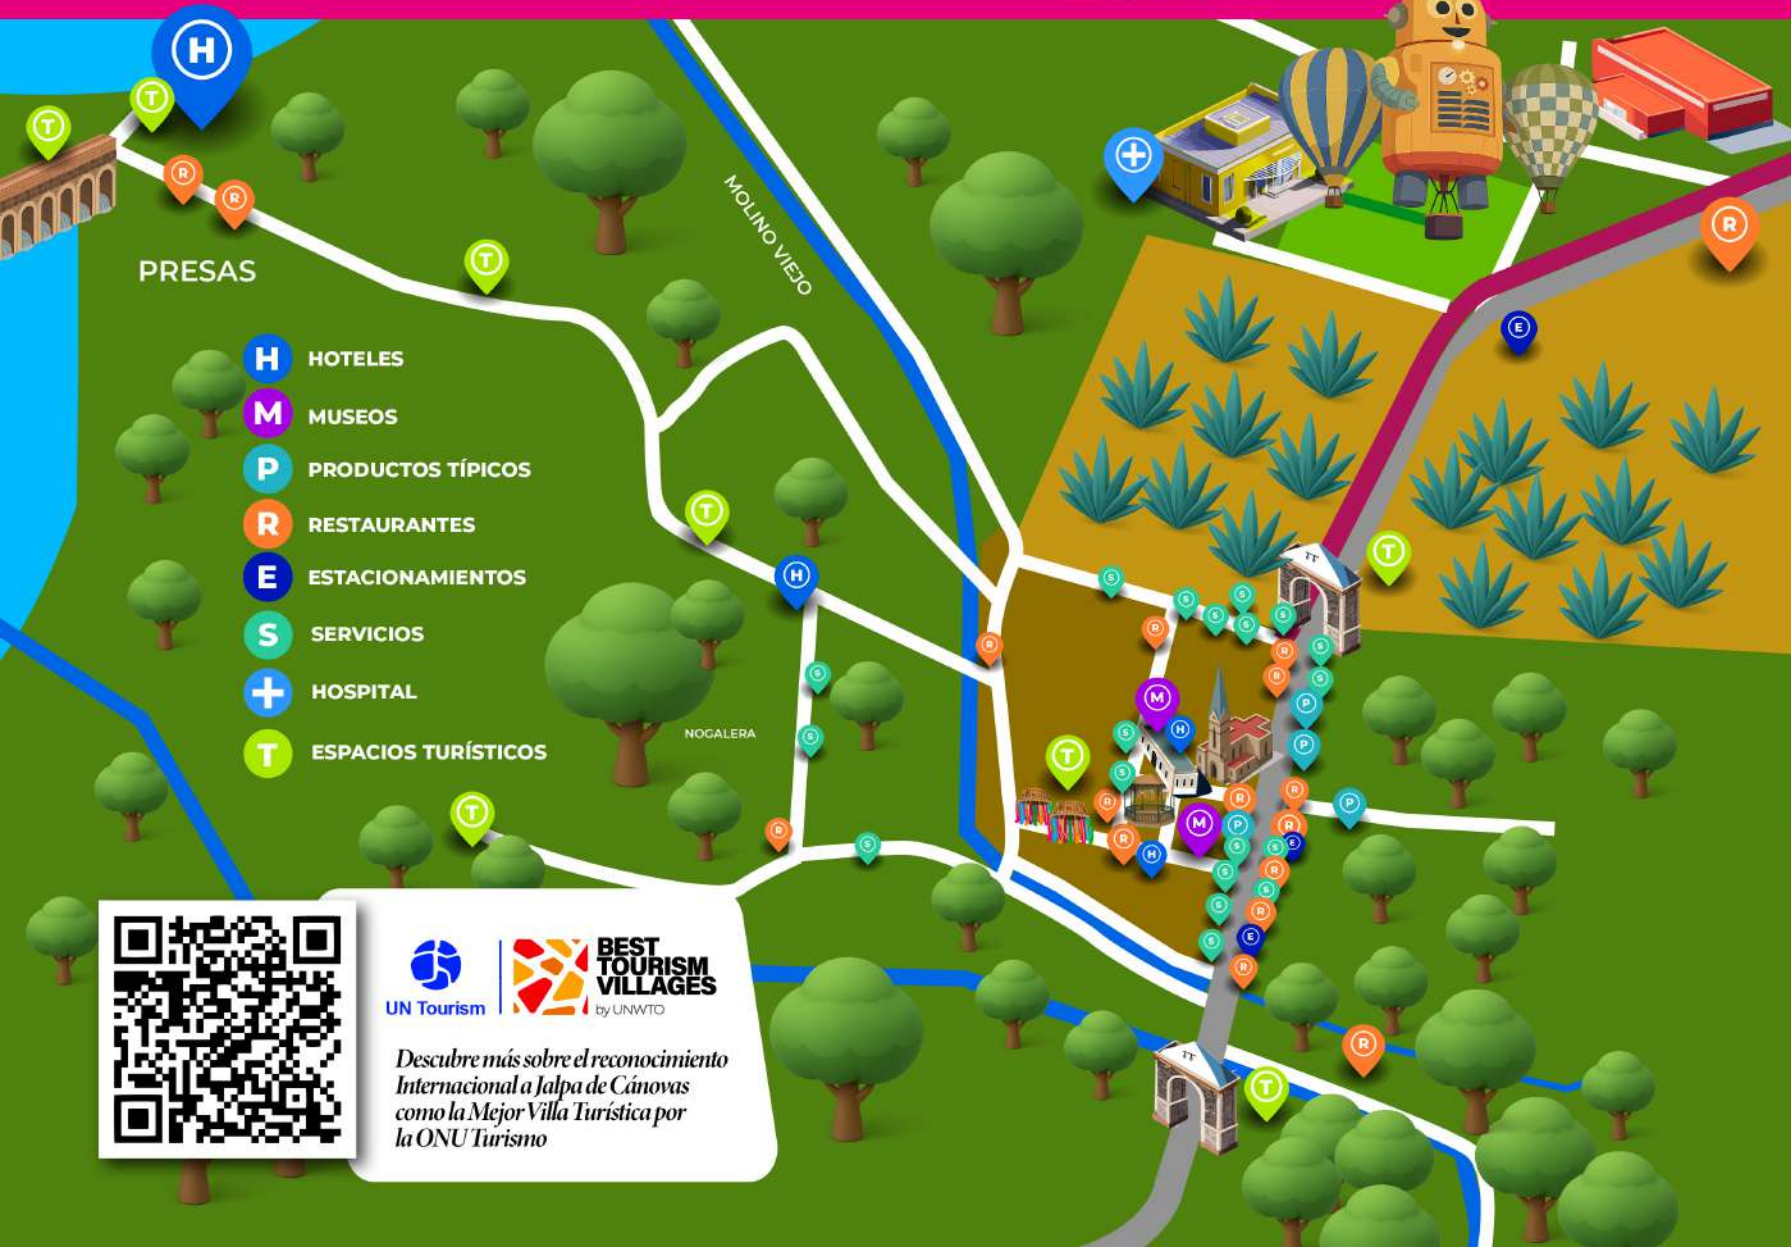 PRESAS
MOLINO VIEJO
H HOTELES
M MUSEOS
P PRODUCTOS TÍPICOS
R RESTAURANTES
E ESTACIONAMIENTOS
S SERVICIOS
HOSPITAL
T ESPACIOS TURÍSTICOS
NOGALERA
UN Tourism
BEST
TOURISM
VILLAGES
by UNWTO
Descubre más sobre el reconocimiento
Internacional a Jalpa de Cánovas
como la Mejor Villa Turística por
la ONU Turismo